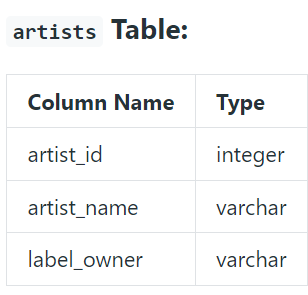 artists Table:
Column Name Type
artist_id integer
artist_name varchar
label_owner varchar